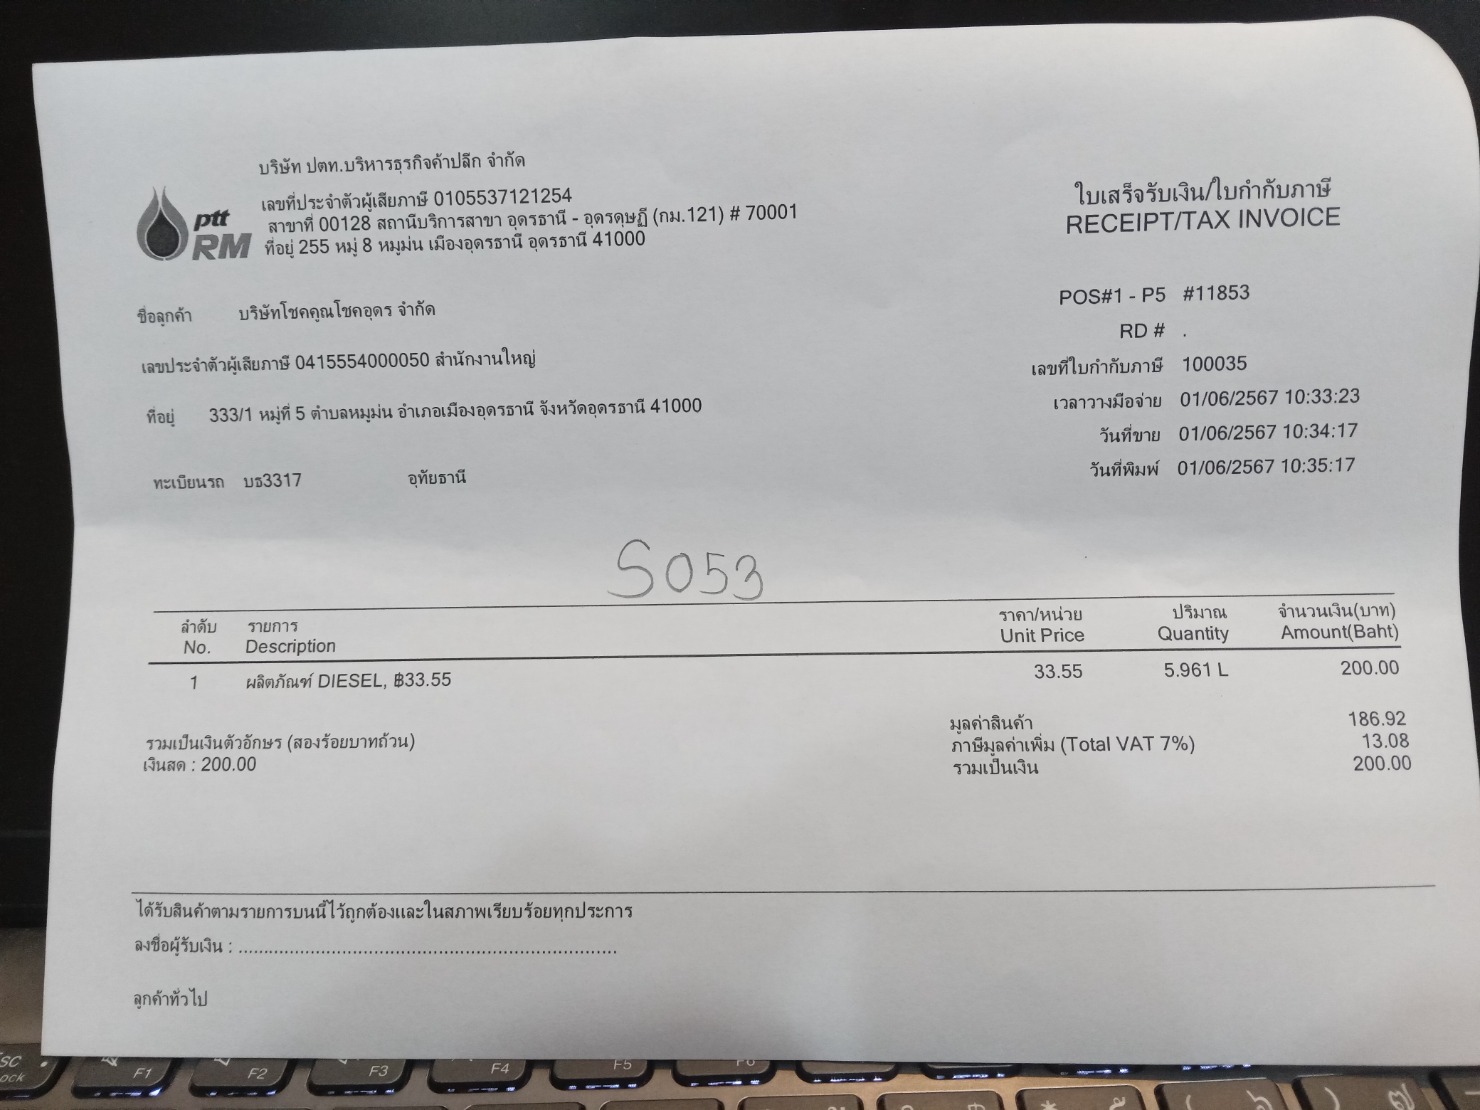 บริษัท ปตท.บริหารธุรกิจค้าปลีก จำกัด
ptt
RM
เลขที่ประจำตัวผู้เสียภาษี 0105537121254
สาขาที่ 00128 สถานีบริการสาขา อุดรธานี - อุดรดุษฎี (กม.121) # 70001
ที่อยู่ 255 หมู่ 8 หมูม่น เมืองอุดรธานี อุดรธานี 41000
ใบเสร็จรับเงิน/ใบกำกับภาษี
RECEIPT/TAX INVOICE
POS#1 - P5 #11853
RD # .
เลขที่ใบกำกับภาษี 100035
เวลาวางมือจ่าย 01/06/2567 10:33:23
วันที่ขาย 01/06/2567 10:34:17
วันที่พิมพ์ 01/06/2567 10:35:17
ชื่อลูกค้า บริษัทโชคคูณโชคอุดร จำกัด
เลขประจำตัวผู้เสียภาษี 0415554000050 สำนักงานใหญ่
ที่อยู่ 333/1 หมู่ที่ 5 ตำบลหมูม่น อำเภอเมืองอุดรธานี จังหวัดอุดรธานี 41000
ทะเบียนรถ บธ3317 อุทัยธานี
S053
ลำดับ รายการ ราคา/หน่วย ปริมาณ จำนวนเงิน(บาท)
No. Description Unit Price Quantity Amount(Baht)
1 ผลิตภัณฑ์ DIESEL, ฿33.55 33.55 5.961 L 200.00
มูลค่าสินค้า 186.92
รวมเป็นเงินตัวอักษร (สองร้อยบาทถ้วน) ภาษีมูลค่าเพิ่ม (Total VAT 7%) 13.08
เงินสด : 200.00 รวมเป็นเงิน 200.00
ได้รับสินค้าตามรายการบนนี้ไว้ถูกต้องและในสภาพเรียบร้อยทุกประการ
ลงชื่อผู้รับเงิน : ........................................................................
ลูกค้าทั่วไป
F1 F2 F3 F4 F5 F6